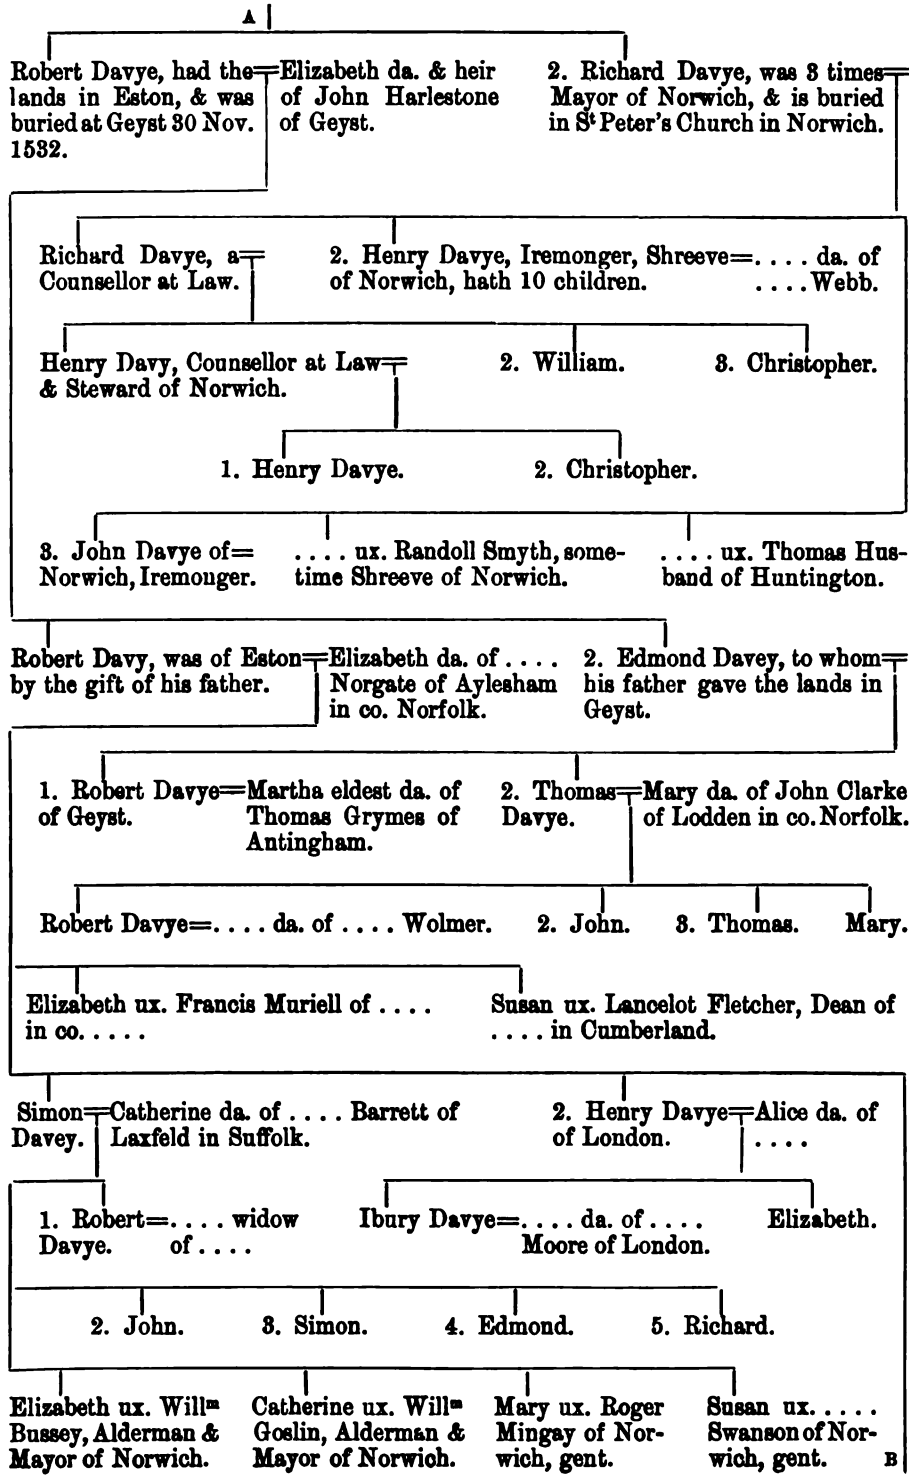 A
Robert Davye, had the=Elizabeth da. & heir
lands in Eston, & was of John Harlestone
buried at Geyst 30 Nov. of Geyst.
1532.
2. Richard Davye, was 3 times=
Mayor of Norwich, & is buried
in St Peter's Church in Norwich.
Richard Davye, a=
Counsellor at Law.
2. Henry Davye, Iremonger, Shreeve=. . . . da. of
of Norwich, hath 10 children. . . . . Webb.
Henry Davy, Counsellor at Law=
& Steward of Norwich.
2. William.
3. Christopher.
1. Henry Davye.
2. Christopher.
3. John Davye of=
Norwich, Iremonger.
. . . . ux. Randoll Smyth, some-
time Shreeve of Norwich.
. . . . ux. Thomas Hus-
band of Huntington.
Robert Davy, was of Eston=Elizabeth da. of . . . .
by the gift of his father. Norgate of Aylesham
in co. Norfolk.
2. Edmond Davey, to whom=
his father gave the lands in
Geyst.
1. Robert Davye=Martha eldest da. of
of Geyst. Thomas Grymes of
Antingham.
2. Thomas=Mary da. of John Clarke
Davye. of Lodden in co. Norfolk.
Robert Davye=. . . . da. of . . . . Wolmer.
2. John.
3. Thomas.
Mary.
Elizabeth ux. Francis Muriell of . . . .
in co. . . . .
Susan ux. Lancelot Fletcher, Dean of
. . . . in Cumberland.
Simon=Catherine da. of . . . . Barrett of
Davey. Laxfeld in Suffolk.
2. Henry Davye=Alice da. of
of London. . . . .
1. Robert=. . . . widow
Davye. of . . . .
Ibury Davye=. . . . da. of . . . .
Moore of London.
Elizabeth.
2. John.
3. Simon.
4. Edmond.
5. Richard.
Elizabeth ux. Willm
Bussey, Alderman &
Mayor of Norwich.
Catherine ux. Willm
Goslin, Alderman &
Mayor of Norwich.
Mary ux. Roger
Mingay of Nor-
wich, gent.
Susan ux. . . . .
Swanson of Nor-
wich, gent.
B